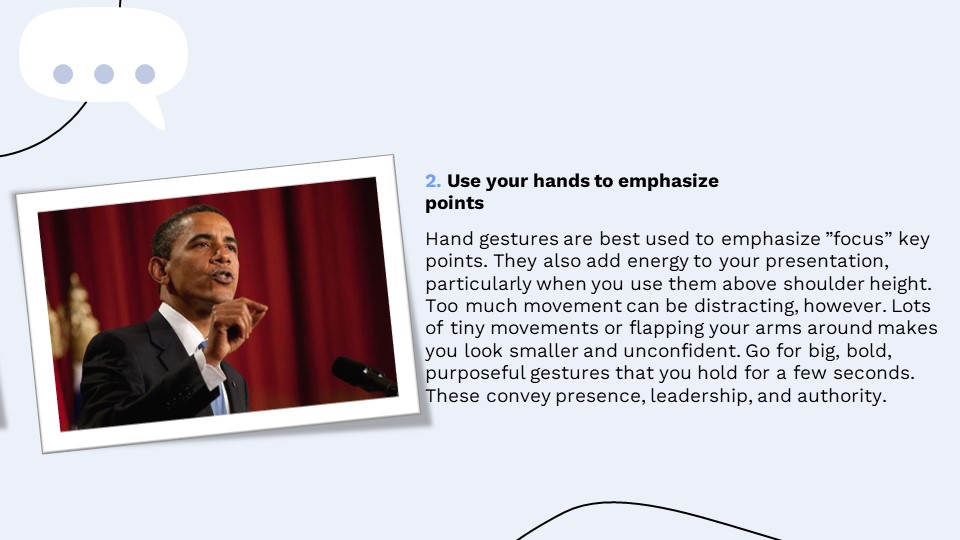 2. Use your hands to emphasize
points
Hand gestures are best used to emphasize ”focus” key
points. They also add energy to your presentation,
particularly when you use them above shoulder height.
Too much movement can be distracting, however. Lots
of tiny movements or flapping your arms around makes
you look smaller and unconfident. Go for big, bold,
purposeful gestures that you hold for a few seconds.
These convey presence, leadership, and authority.